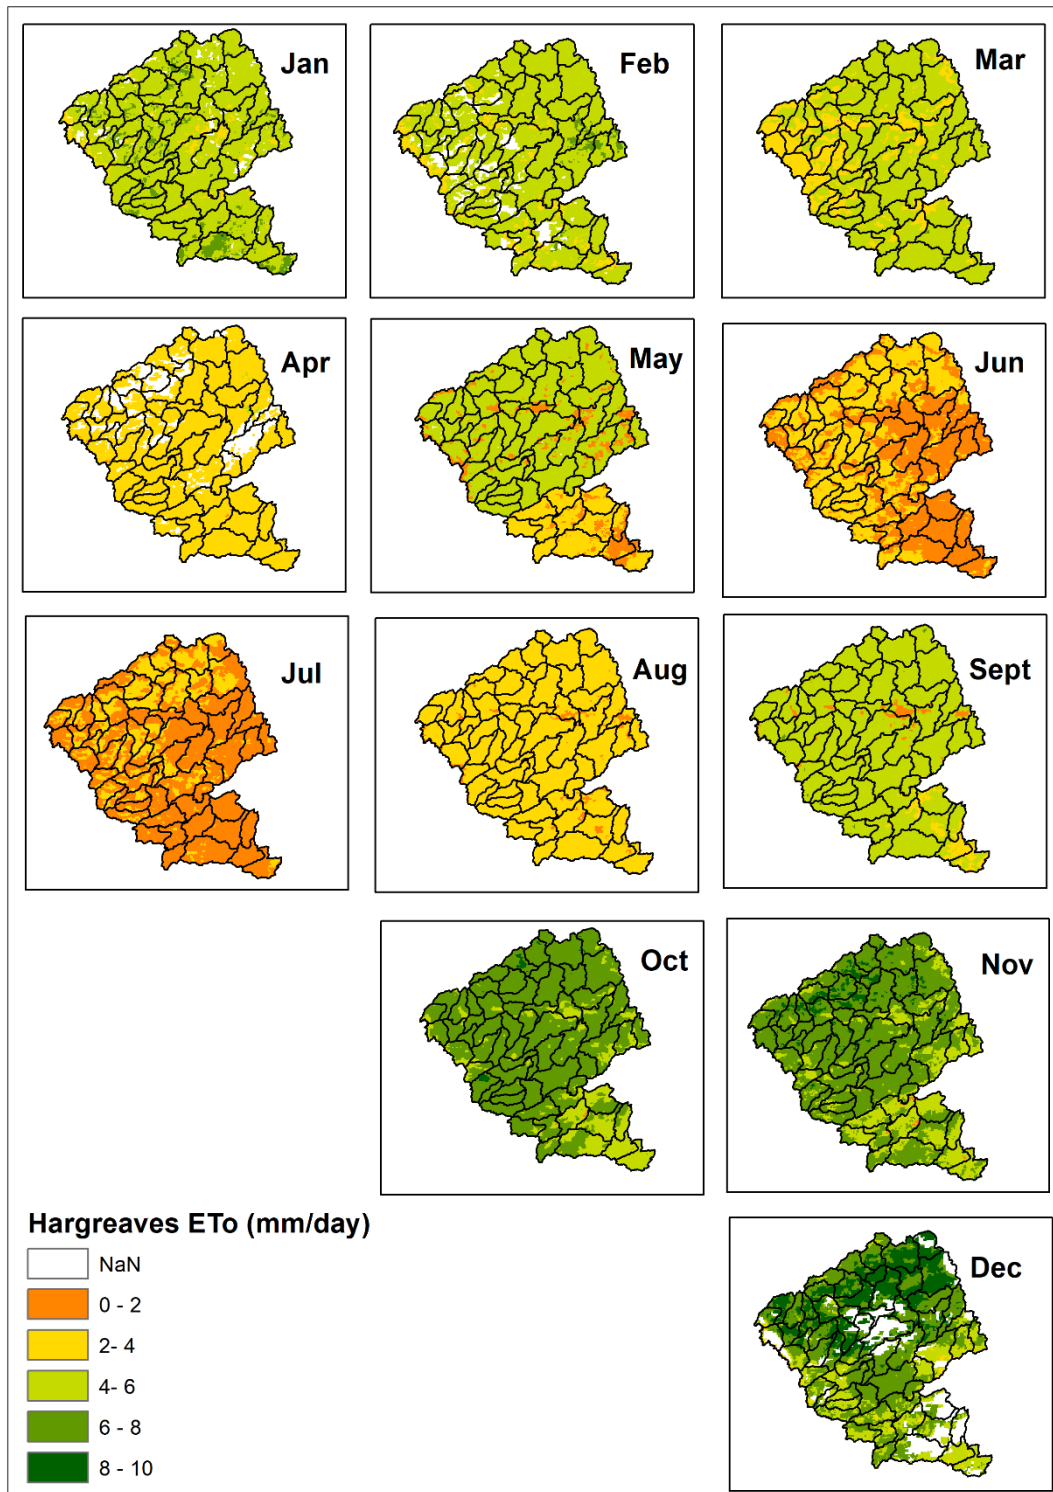 Jan
Feb
Mar
Apr
May
Jun
Jul
Aug
Sept
Oct
Nov
Dec
Hargreaves ETo (mm/day)
NaN
0 - 2
2- 4
4- 6
6 - 8
8 - 10